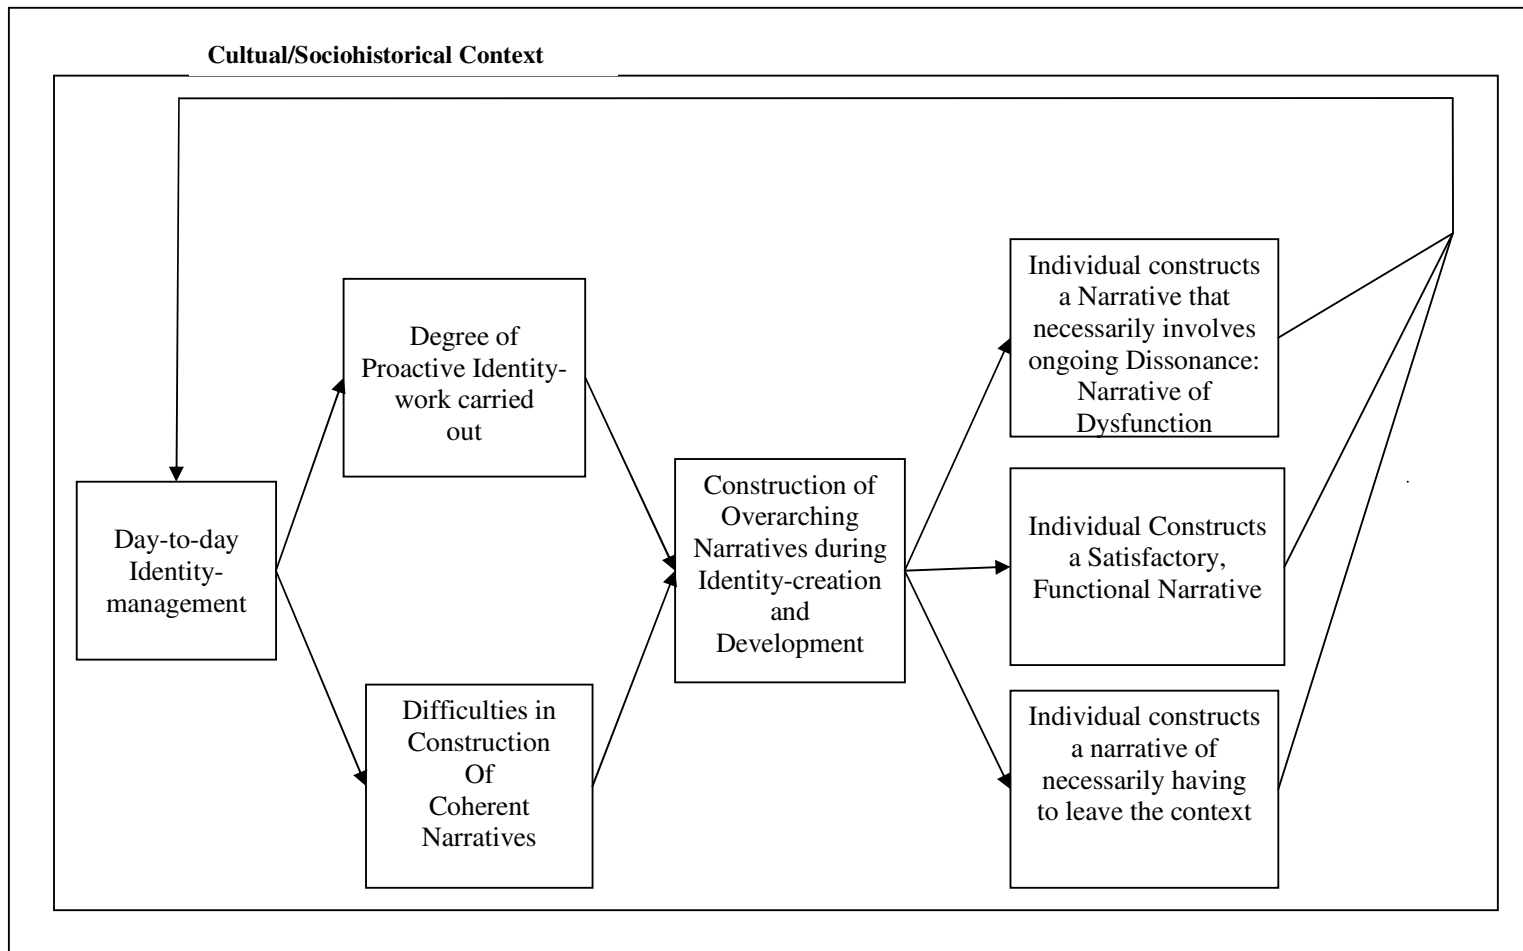 Cultual/Sociohistorical Context
Day-to-day
Identity-
management
Degree of
Proactive Identity-
work carried
out
Difficulties in
Construction
Of
Coherent
Narratives
Construction of
Overarching
Narratives during
Identity-creation
and
Development
Individual constructs
a Narrative that
necessarily involves
ongoing Dissonance:
Narrative of
Dysfunction
Individual Constructs
a Satisfactory,
Functional Narrative
Individual constructs
a narrative of
necessarily having
to leave the context